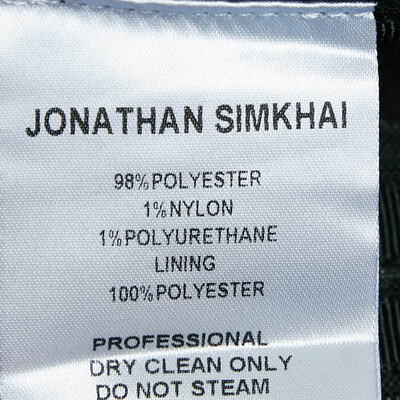 JONATHAN SIMKHAI
98%POLYESTER
1%NYLON
1%POLYURETHANE
LINING
100%POLYESTER
PROFESSIONAL
DRY CLEAN ONLY
DO NOT STEAM